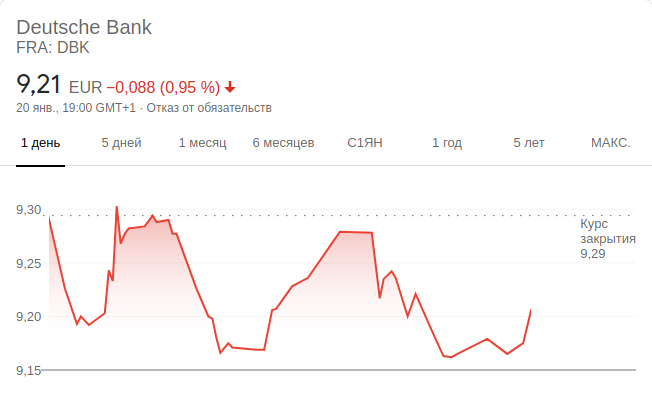 Deutsche Bank
FRA: DBK
9,21 EUR −0,088 (0,95 %)
20 янв., 19:00 GMT+1 · Отказ от обязательств
1 день 5 дней 1 месяц 6 месяцев С1ЯН 1 год 5 лет МАКС.
9,30
Курс
закрытия
9,29
9,25
9,20
9,15